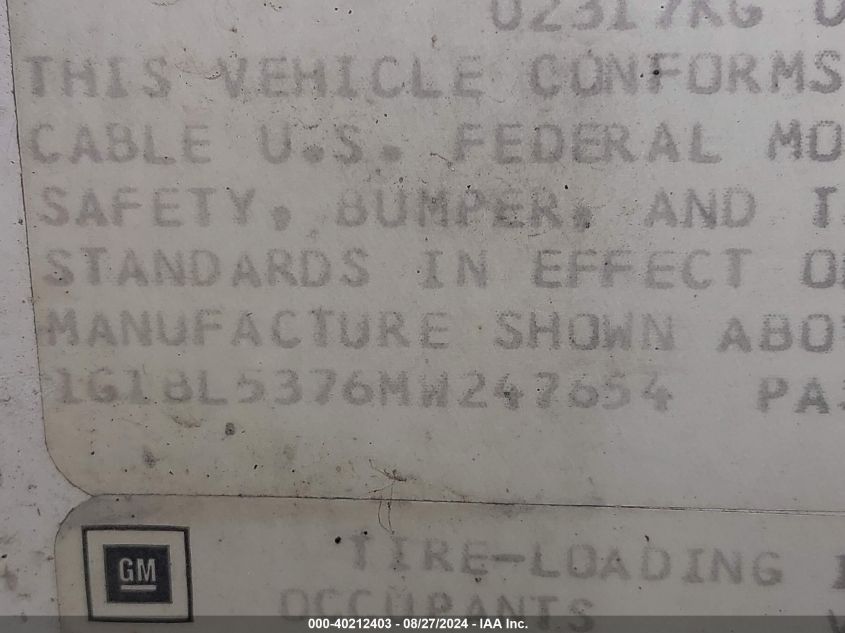 02317KG
THIS VEHICLE CONFORMS
CABLE U.S. FEDERAL MO
SAFETY, BUMPER, AND T
STANDARDS IN EFFECT O
MANUFACTURE SHOWN ABO
1G1BL5376MW247654 PAS
GM
TIRE-LOADING I
OCCUPANTS
000-40212403 - 08/27/2024 - IAA Inc.